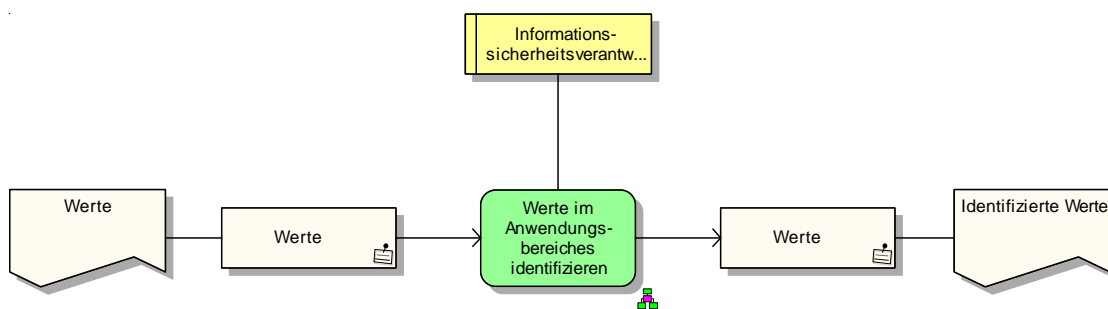 Informations-
sicherheitsverantw...
Werte
Werte
Werte im
Anwendungs-
bereiches
identifizieren
Werte
Identifizierte Werte